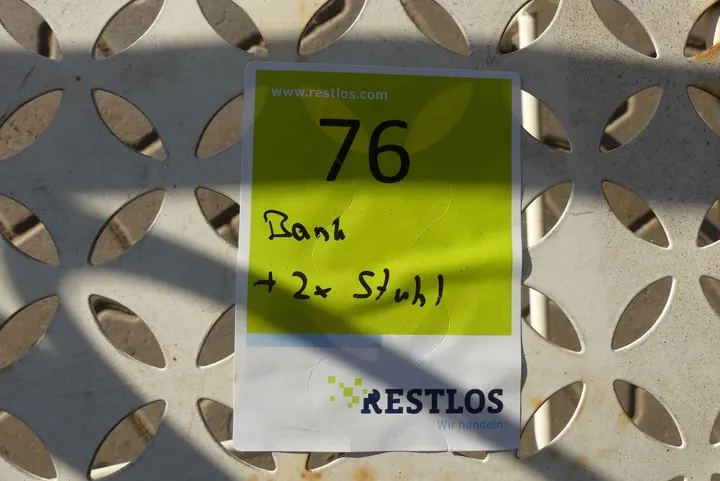 www.restlos.com
76
Bank
+ 2x Stuhl
RESTLOS
Wir handeln.